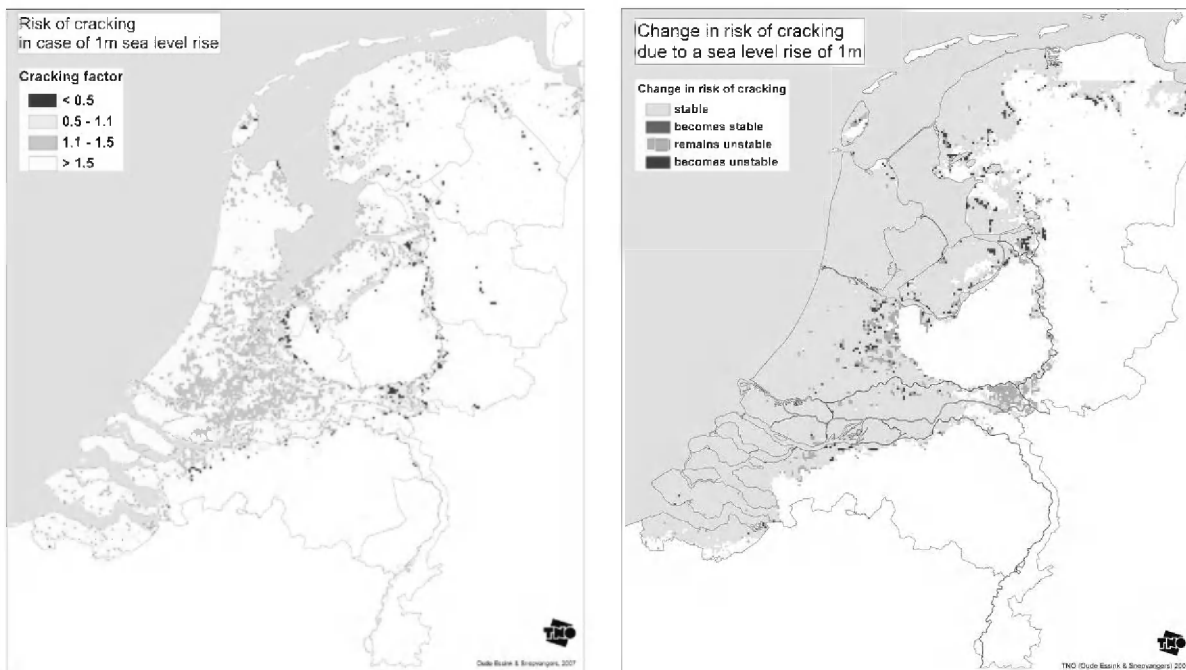 Risk of cracking
in case of 1m sea level rise
Cracking factor
< 0.5
0.5 - 1.1
1.1 - 1.5
> 1.5
TNO
Oude Essink & Snepvangers, 2007
Change in risk of cracking
due to a sea level rise of 1m
Change in risk of cracking
stable
becomes stable
remains unstable
becomes unstable
TNO
TNO (Oude Essink & Snepvangers) 200